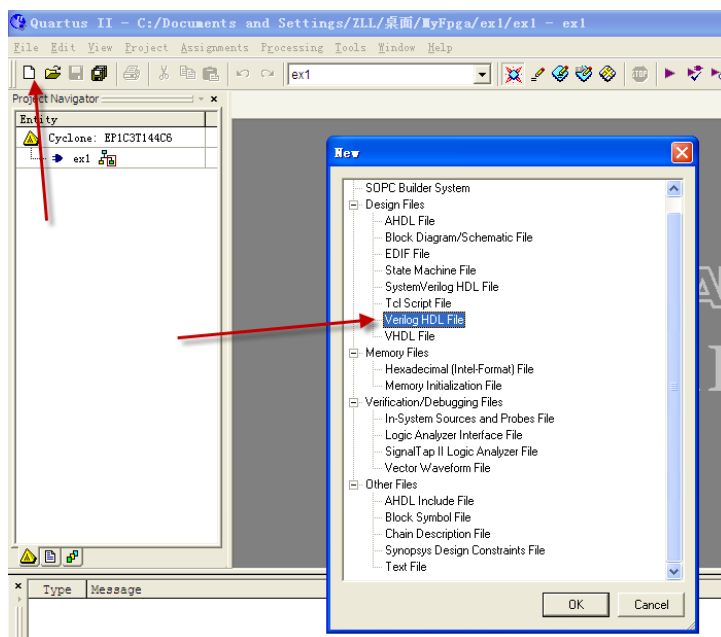 Quartus II - C:/Documents and Settings/ZLL/桌面/MyFpga/ex1/ex1 - ex1
File Edit View Project Assignments Processing Tools Window Help
ex1
Project Navigator
Entity
Cyclone: EP1C3T144C6
ex1
New
SOPC Builder System
Design Files
AHDL File
Block Diagram/Schematic File
EDIF File
State Machine File
SystemVerilog HDL File
Tcl Script File
Verilog HDL File
VHDL File
Memory Files
Hexadecimal (Intel-Format) File
Memory Initialization File
Verification/Debugging Files
In-System Sources and Probes File
Logic Analyzer Interface File
SignalTap II Logic Analyzer File
Vector Waveform File
Other Files
AHDL Include File
Block Symbol File
Chain Description File
Synopsys Design Constraints File
Text File
OK Cancel
Type Message